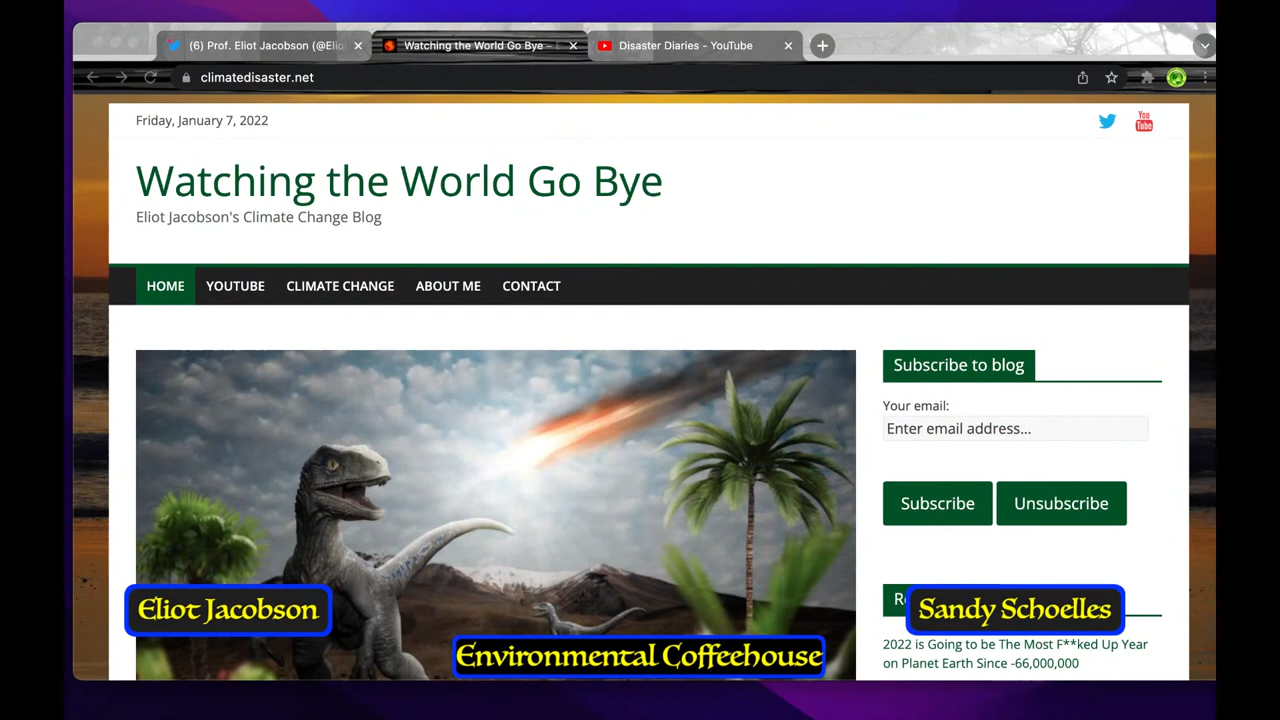 (6) Prof. Eliot Jacobson (@Elio
Watching the World Go Bye –
Disaster Diaries - YouTube
climatedisaster.net
Friday, January 7, 2022
You
Tube
Watching the World Go Bye
Eliot Jacobson's Climate Change Blog
HOME
YOUTUBE
CLIMATE CHANGE
ABOUT ME
CONTACT
Subscribe to blog
Your email:
Enter email address...
Subscribe
Unsubscribe
Eliot Jacobson
Sandy Schoelles
Environmental Coffeehouse
2022 is Going to be The Most F**ked Up Year
on Planet Earth Since -66,000,000